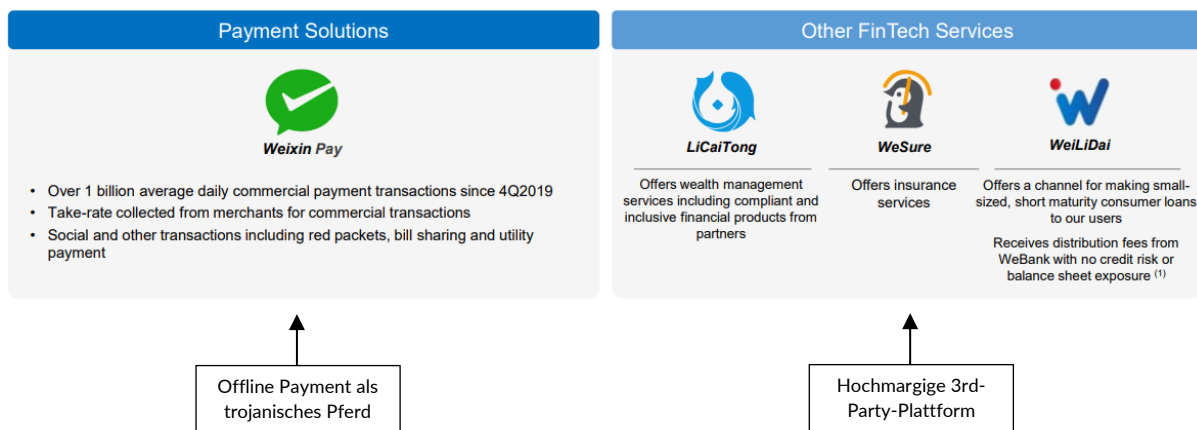 Payment Solutions
Weixin Pay
• Over 1 billion average daily commercial payment transactions since 4Q2019
• Take-rate collected from merchants for commercial transactions
• Social and other transactions including red packets, bill sharing and utility
payment
Other FinTech Services
LiCaiTong
Offers wealth management
services including compliant and
inclusive financial products from
partners
WeSure
Offers insurance
services
WeiLiDai
Offers a channel for making small-
sized, short maturity consumer loans
to our users
Receives distribution fees from
WeBank with no credit risk or
balance sheet exposure (1)
Offline Payment als
trojanisches Pferd
Hochmargige 3rd-
Party-Plattform